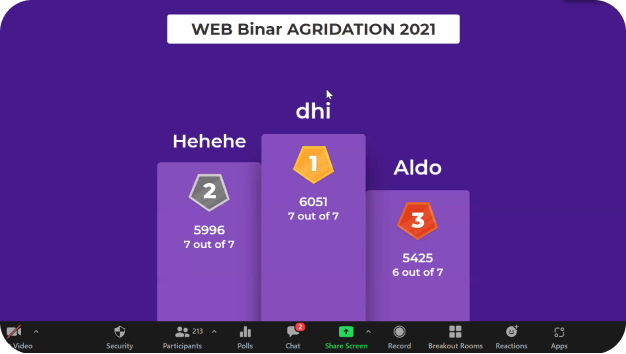 WEB Binar AGRIDATION 2021
dhi
Hehehe
Aldo
1
2
3
6051
7 out of 7
5996
7 out of 7
5425
6 out of 7
Video
Security
Participants
213
Polls
Chat
2
Share Screen
Record
Breakout Rooms
Reactions
Apps